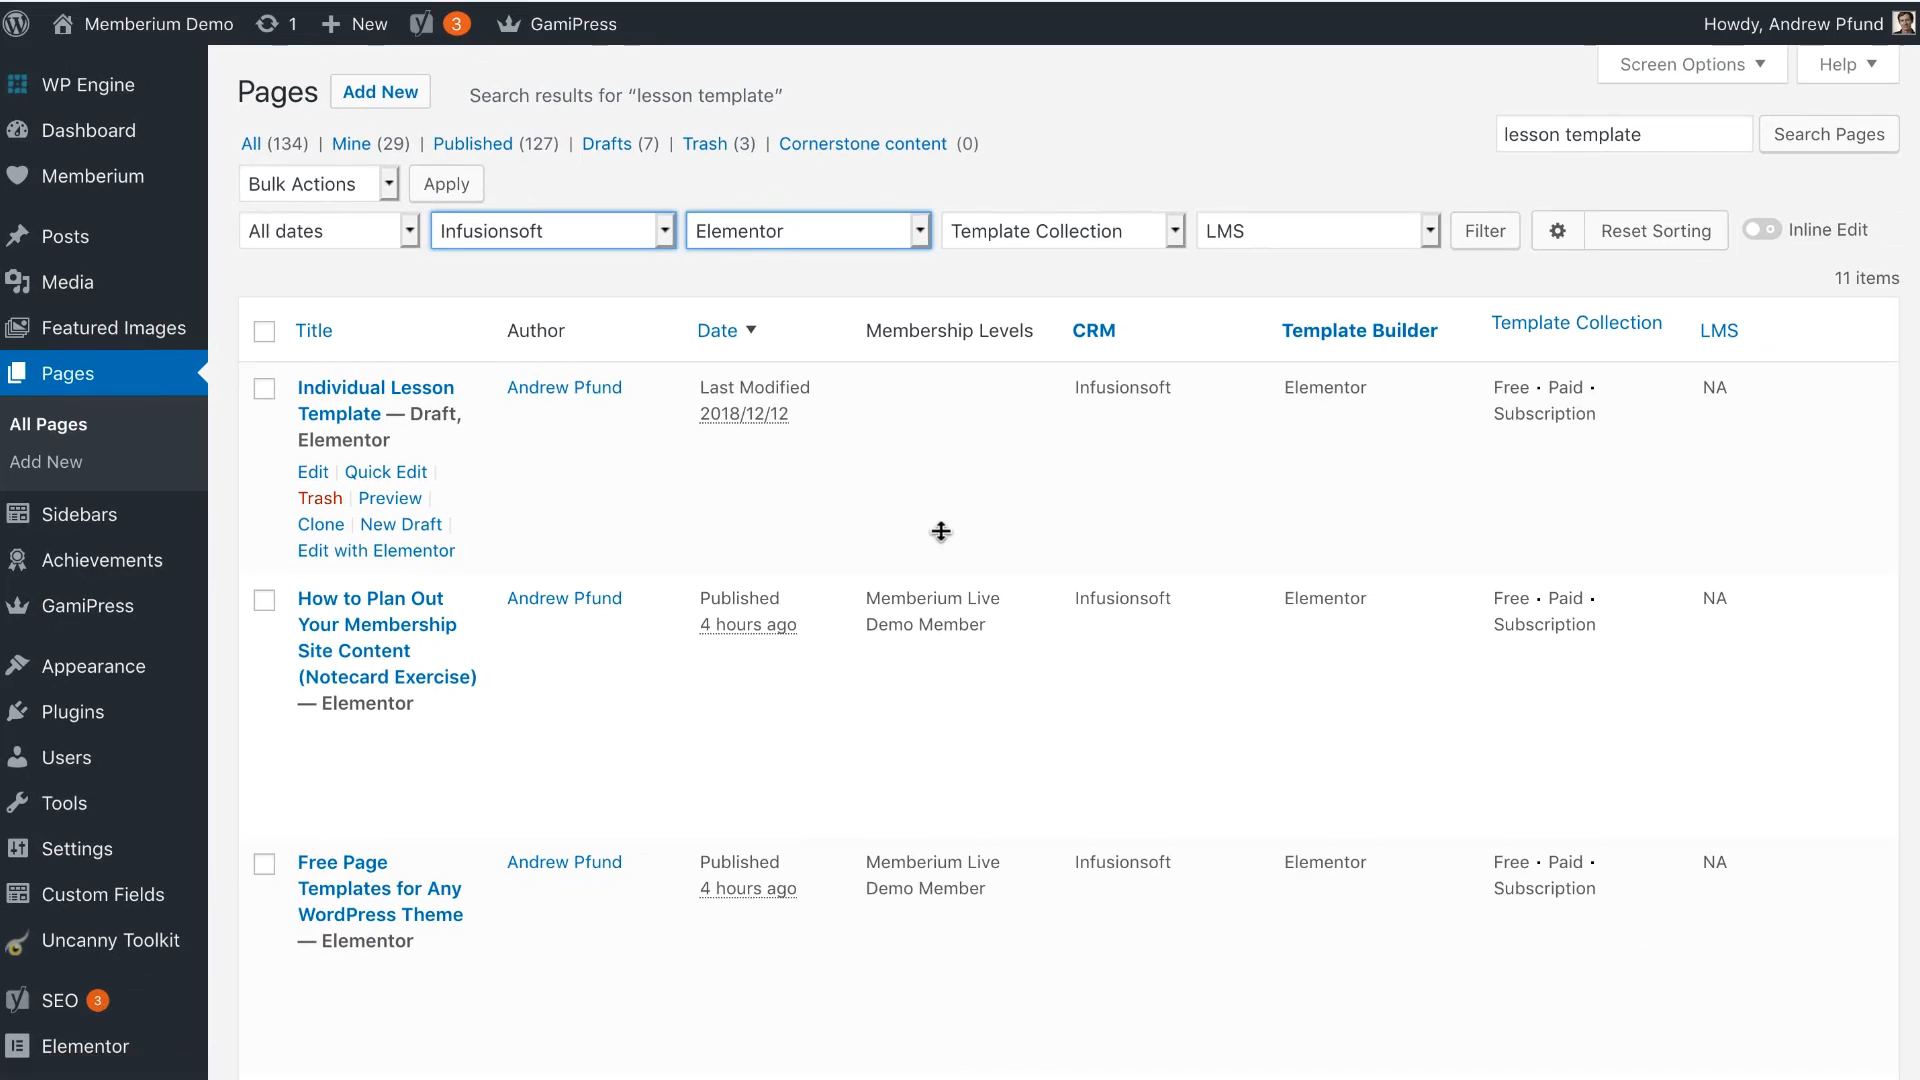 Memberium Demo 1 New 3 GamiPress Howdy, Andrew Pfund
WP Engine
Dashboard
Memberium
Posts
Media
Featured Images
Pages
All Pages
Add New
Sidebars
Achievements
GamiPress
Appearance
Plugins
Users
Tools
Settings
Custom Fields
Uncanny Toolkit
SEO 3
Elementor
Screen Options Help
Pages Add New Search results for “lesson template”
All (134) | Mine (29) | Published (127) | Drafts (7) | Trash (3) | Cornerstone content (0)
lesson template Search Pages
Bulk Actions Apply
All dates Infusionsoft Elementor Template Collection LMS Filter Reset Sorting Inline Edit
11 items
Title Author Date Membership Levels CRM Template Builder Template Collection LMS
Individual Lesson Andrew Pfund Last Modified Infusionsoft Elementor Free · Paid · NA
Template — Draft, 2018/12/12 Subscription
Elementor
Edit | Quick Edit |
Trash | Preview |
Clone | New Draft |
Edit with Elementor
How to Plan Out Andrew Pfund Published Memberium Live Infusionsoft Elementor Free · Paid · NA
Your Membership 4 hours ago Demo Member Subscription
Site Content
(Notecard Exercise)
— Elementor
Free Page Andrew Pfund Published Memberium Live Infusionsoft Elementor Free · Paid · NA
Templates for Any 4 hours ago Demo Member Subscription
WordPress Theme
— Elementor